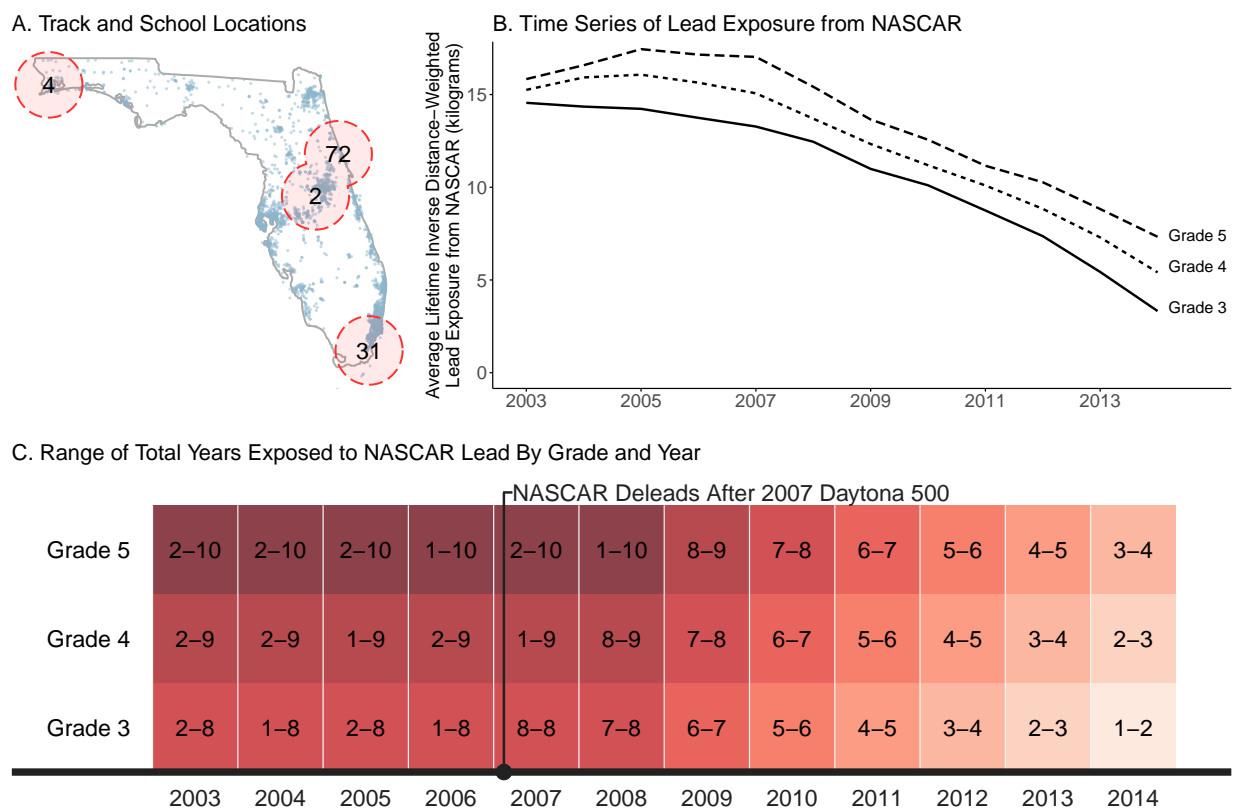 A. Track and School Locations
4
72
2
31
B. Time Series of Lead Exposure from NASCAR
Average Lifetime Inverse Distance–Weighted
Lead Exposure from NASCAR (kilograms)
15
10
5
0
Grade 5
Grade 4
Grade 3
2003 2005 2007 2009 2011 2013
C. Range of Total Years Exposed to NASCAR Lead By Grade and Year
NASCAR Deleads After 2007 Daytona 500
Grade 5 2–10 2–10 2–10 1–10 2–10 1–10 8–9 7–8 6–7 5–6 4–5 3–4
Grade 4 2–9 2–9 1–9 2–9 1–9 8–9 7–8 6–7 5–6 4–5 3–4 2–3
Grade 3 2–8 1–8 2–8 1–8 8–8 7–8 6–7 5–6 4–5 3–4 2–3 1–2
2003 2004 2005 2006 2007 2008 2009 2010 2011 2012 2013 2014